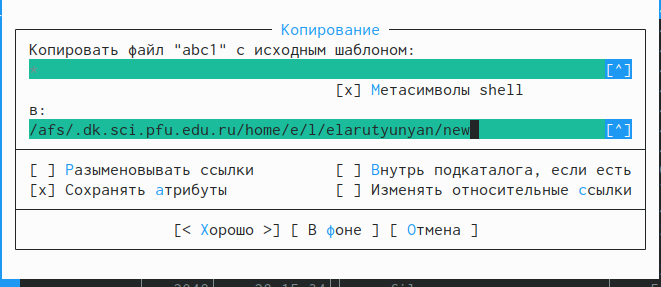 Копирование
Копировать файл "abc1" с исходным шаблоном:
[^]
[x] Метасимволы shell
в:
/afs/.dk.sci.pfu.edu.ru/home/e/l/elarutyunyan/new [^]
[ ] Разыменовывать ссылки [ ] Внутрь подкаталога, если есть
[x] Сохранять атрибуты [ ] Изменять относительные ссылки
[< Хорошо >] [ В фоне ] [ Отмена ]